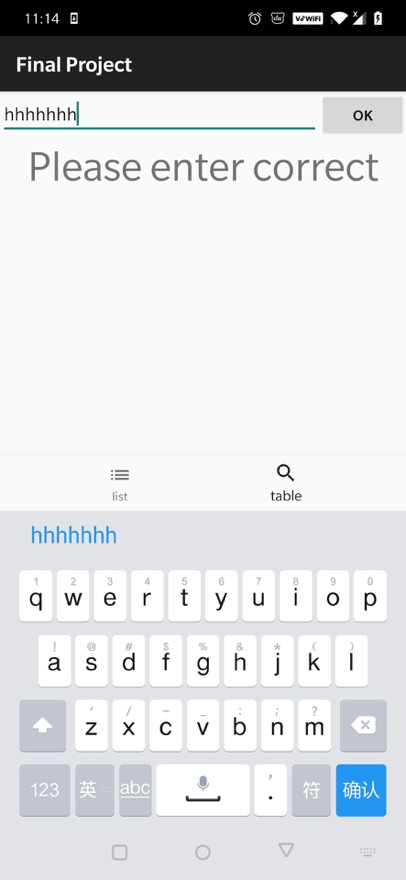 11:14
VoWiFi
Final Project
hhhhhhh
OK
Please enter correct
list
table
hhhhhhh
1 2 3 4 5 6 7 8 9 0
q w e r t y u i o p
! @ # $ % & * ( )
a s d f g h j k l
' / - _ : ; ?
z x c v b n m
123 英 中 abc , . 符 确认